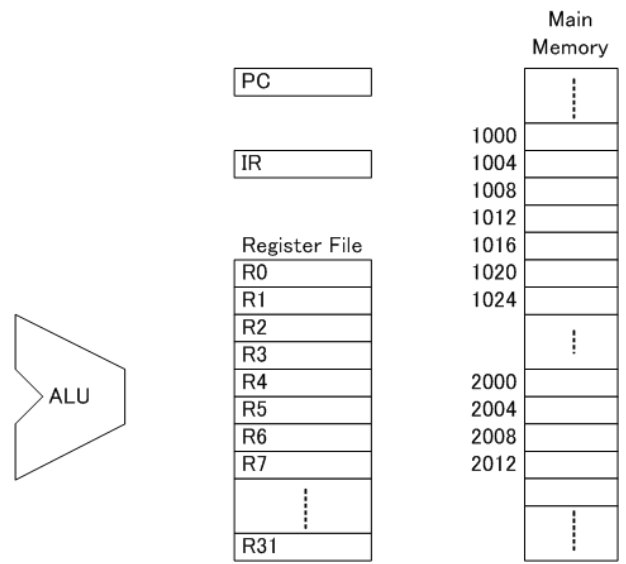 Main
Memory
PC
1000
IR
1004
1008
1012
Register File
1016
R0
1020
R1
1024
R2
R3
R4
2000
ALU
R5
2004
R6
2008
R7
2012
R31